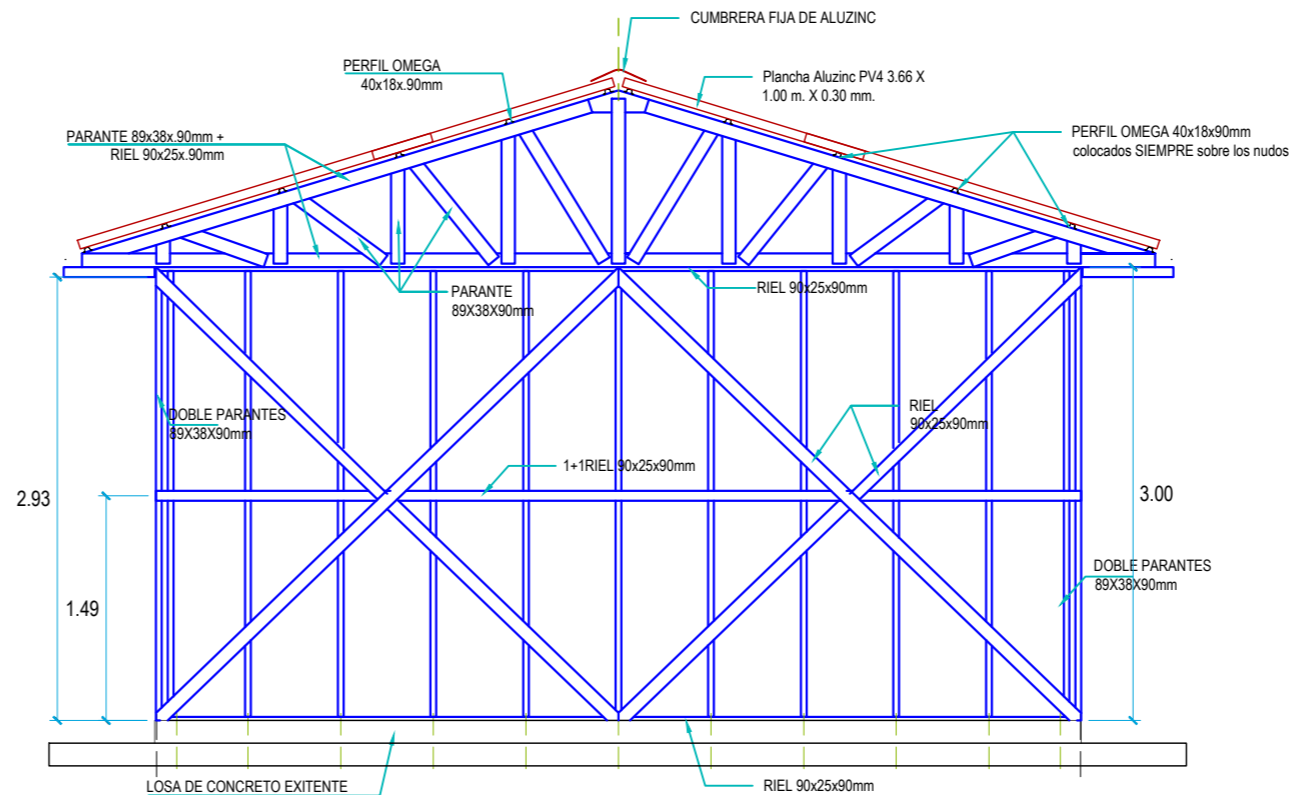 CUMBRERA FIJA DE ALUZINC
PERFIL OMEGA
40x18x.90mm
Plancha Aluzinc PV4 3.66 X
1.00 m. X 0.30 mm.
PARANTE 89x38x.90mm +
RIEL 90x25x.90mm
PERFIL OMEGA 40x18x90mm
colocados SIEMPRE sobre los nudos
PARANTE
89X38X90mm
RIEL 90x25x90mm
DOBLE PARANTES
89X38X90mm
RIEL
90x25x90mm
1+1RIEL 90x25x90mm
2.93
3.00
DOBLE PARANTES
89X38X90mm
1.49
LOSA DE CONCRETO EXITENTE
RIEL 90x25x90mm